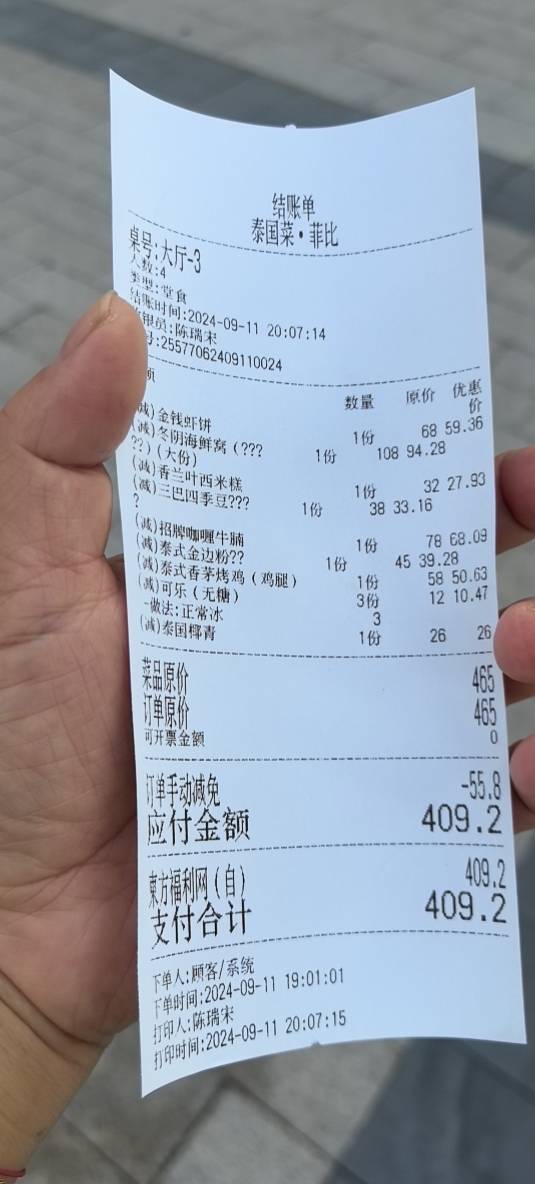 结账单
泰国菜·菲比
桌号:大厅-3
人数:4
类型:堂食
结账时间:2024-09-11 20:07:14
银员:陈瑞宋
号:25577062409110024
数量 原价 优惠价
(减)金钱虾饼 1份 68 59.36
(减)冬阴海鲜窝(??? 1份 108 94.28
??)(大份)
(减)香兰叶西米糕 1份 32 27.93
(减)三巴四季豆??? 1份 38 33.16
?
(减)招牌咖喱牛腩 1份 78 68.09
(减)泰式金边粉?? 1份 45 39.28
(减)泰式香茅烤鸡(鸡腿) 1份 58 50.63
(减)可乐(无糖) 3份 12 10.47
-做法:正常冰 3
(减)泰国椰青 1份 26 26
菜品原价 465
订单原价 465
可开票金额 0
订单手动减免 -55.8
应付金额 409.2
東方福利网(自) 409.2
支付合计 409.2
下单人:顾客/系统
下单时间:2024-09-11 19:01:01
打印人:陈瑞宋
打印时间:2024-09-11 20:07:15